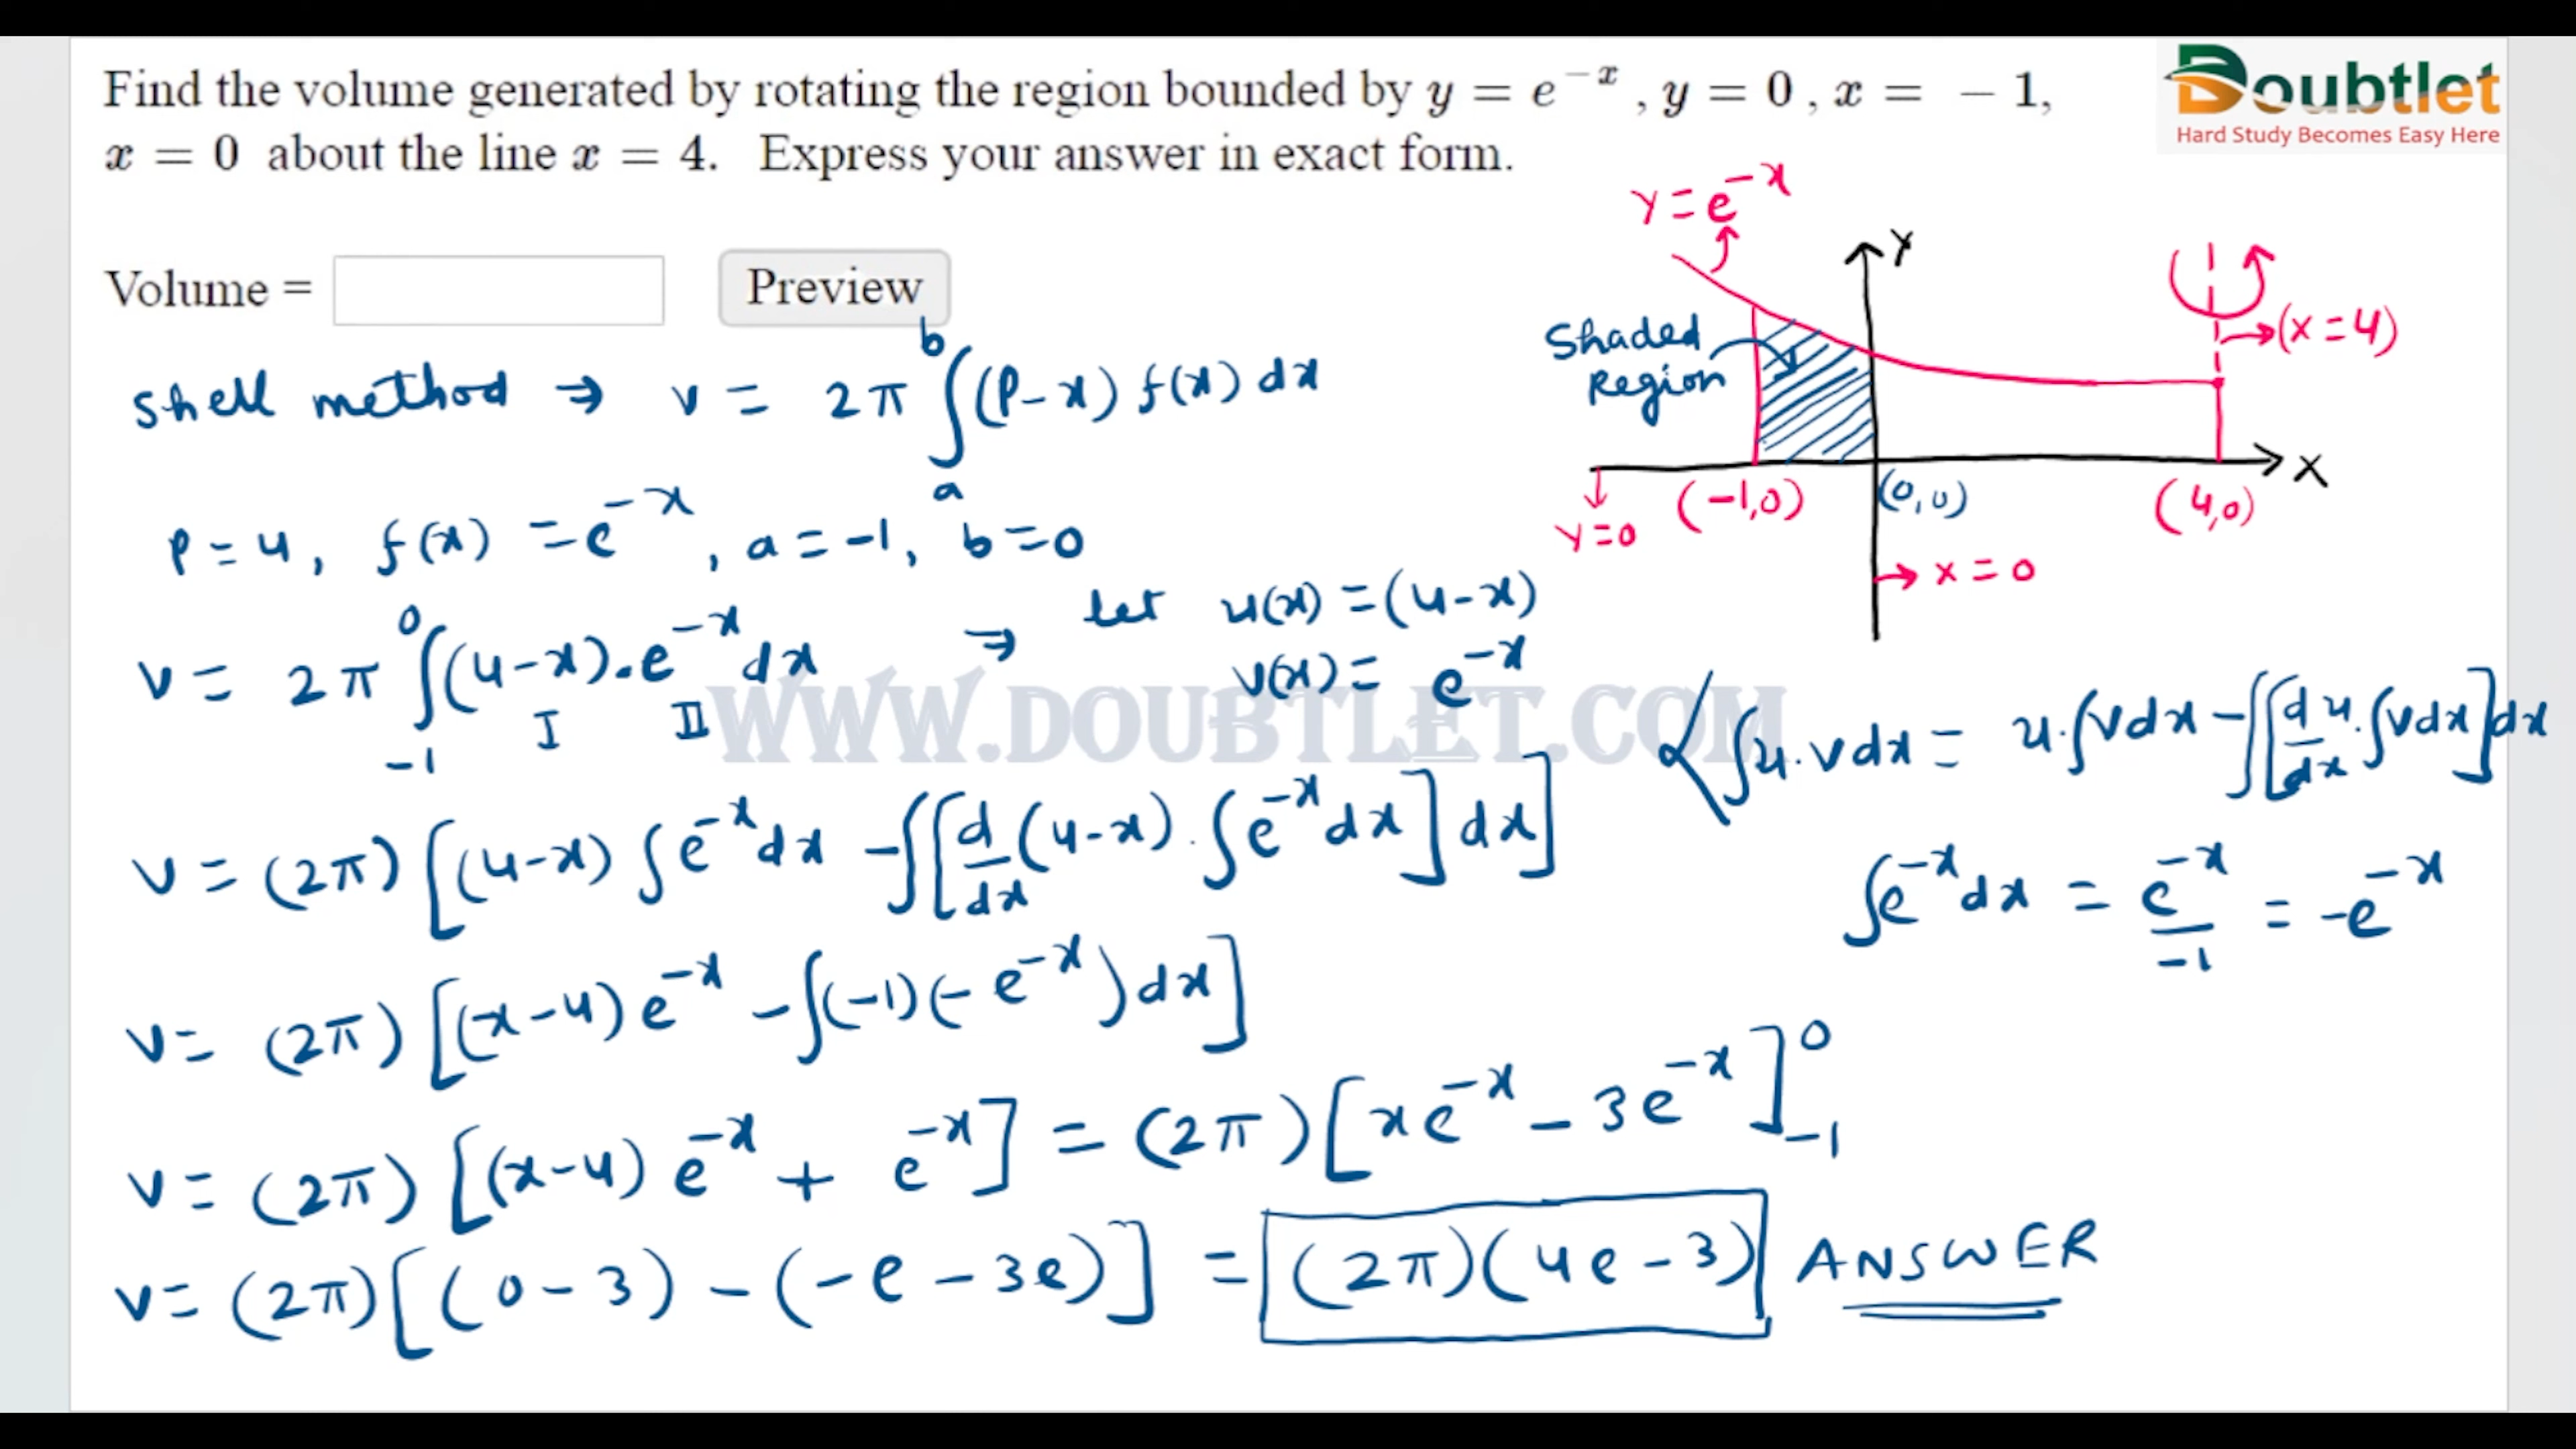 Find the volume generated by rotating the region bounded by y = e^{-x}, y = 0, x = -1,
x = 0 about the line x = 4. Express your answer in exact form.
Doubtlet
Hard Study Becomes Easy Here
Volume =
Preview
Y = e^{-x}
Y
Shaded
Region
(x=4)
X
(-1,0)
(0,0)
(4,0)
Y=0
x=0
Shell method ⇒ V = 2π ∫_a^b (P-x) f(x) dx
P=4, f(x) = e^{-x}, a=-1, b=0
V = 2π ∫_{-1}^0 (4-x).e^{-x} dx ⇒ let u(x) = (4-x)
I II
v(x) = e^{-x}
WWW.DOUBTLET.COM
∫u.vdx = u.∫vdx - ∫[d/dx u.∫vdx]dx
V = (2π)[(4-x) ∫e^{-x}dx - ∫[d/dx (4-x).∫e^{-x}dx]dx]
∫e^{-x}dx = e^{-x}/-1 = -e^{-x}
V = (2π)[(x-4)e^{-x} - ∫(-1)(-e^{-x})dx]
V = (2π)[(x-4)e^{-x} + e^{-x}] = (2π)[xe^{-x} - 3e^{-x}]_{-1}^0
V = (2π)[(0-3) - (-e-3e)] = (2π)(4e-3) ANSWER